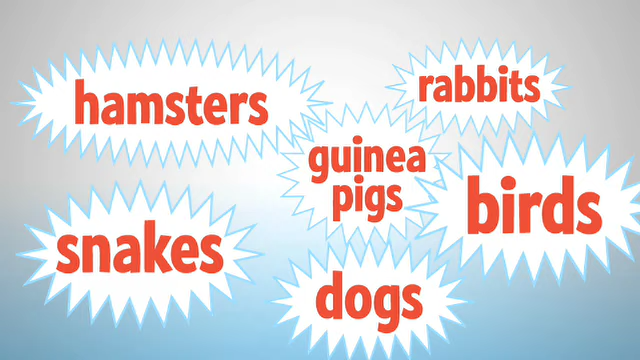 hamsters
rabbits
guinea
pigs
birds
snakes
dogs